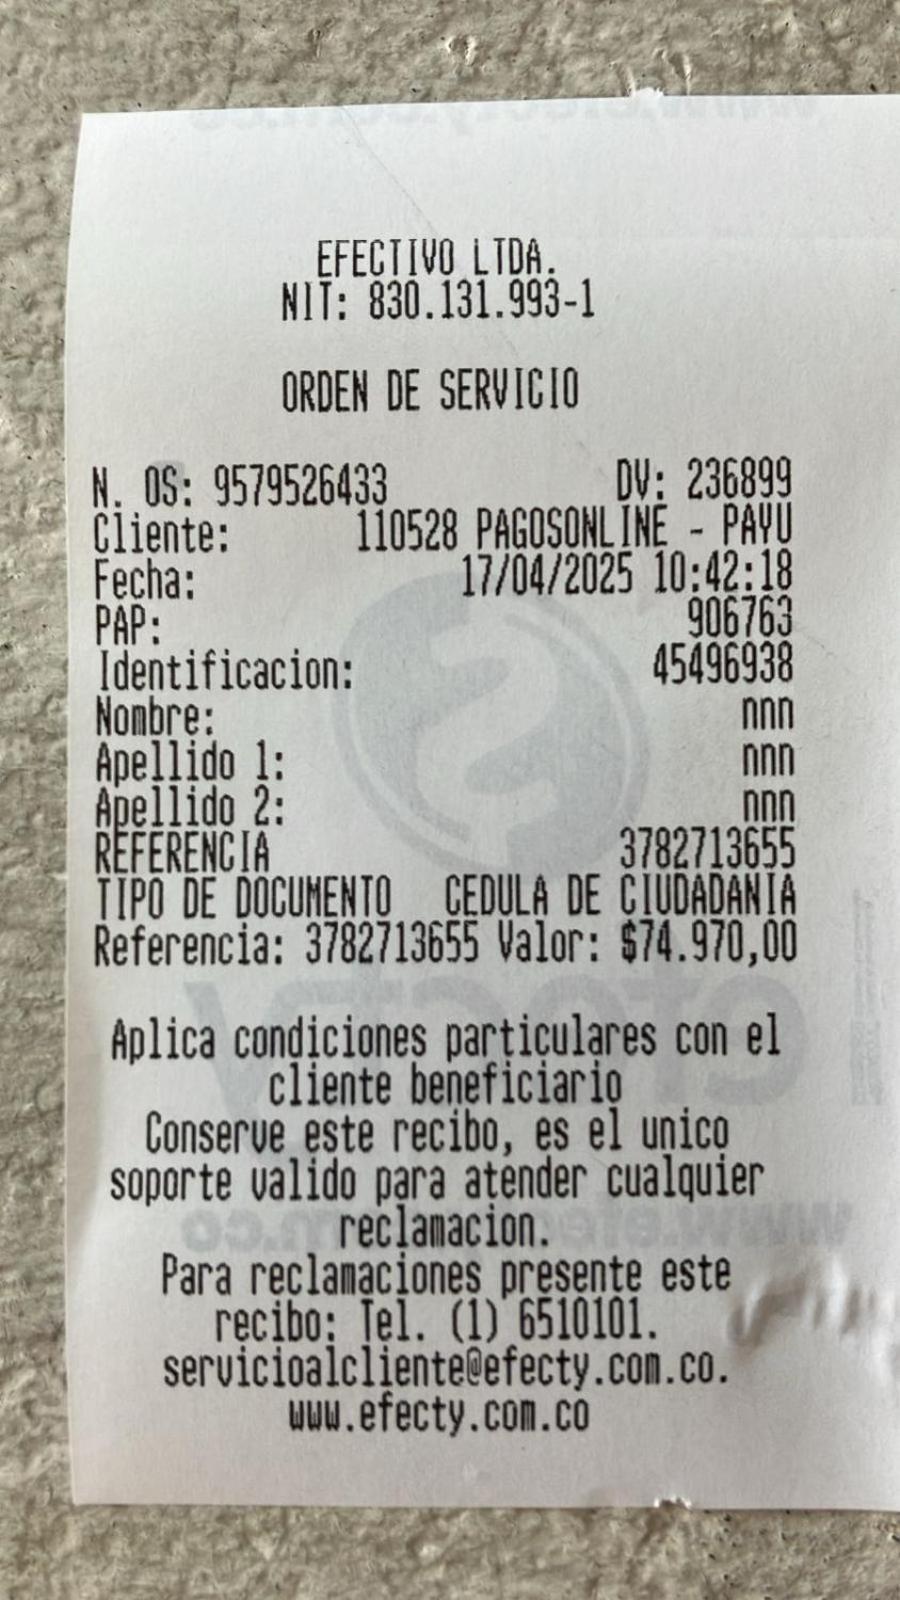 EFECTIVO LTDA.
NIT: 830.131.993-1
ORDEN DE SERVICIO
N. OS: 9579526433 DV: 236899
Cliente: 110528 PAGOSONLINE - PAYU
Fecha: 17/04/2025 10:42:18
PAP: 906763
Identificacion: 45496938
Nombre: nnn
Apellido 1: nnn
Apellido 2: nnn
REFERENCIA 3782713655
TIPO DE DOCUMENTO CEDULA DE CIUDADANIA
Referencia: 3782713655 Valor: $74.970,00
Aplica condiciones particulares con el
cliente beneficiario
Conserve este recibo, es el unico
soporte valido para atender cualquier
reclamacion.
Para reclamaciones presente este
recibo: Tel. (1) 6510101.
servicioalcliente@efecty.com.co.
www.efecty.com.co